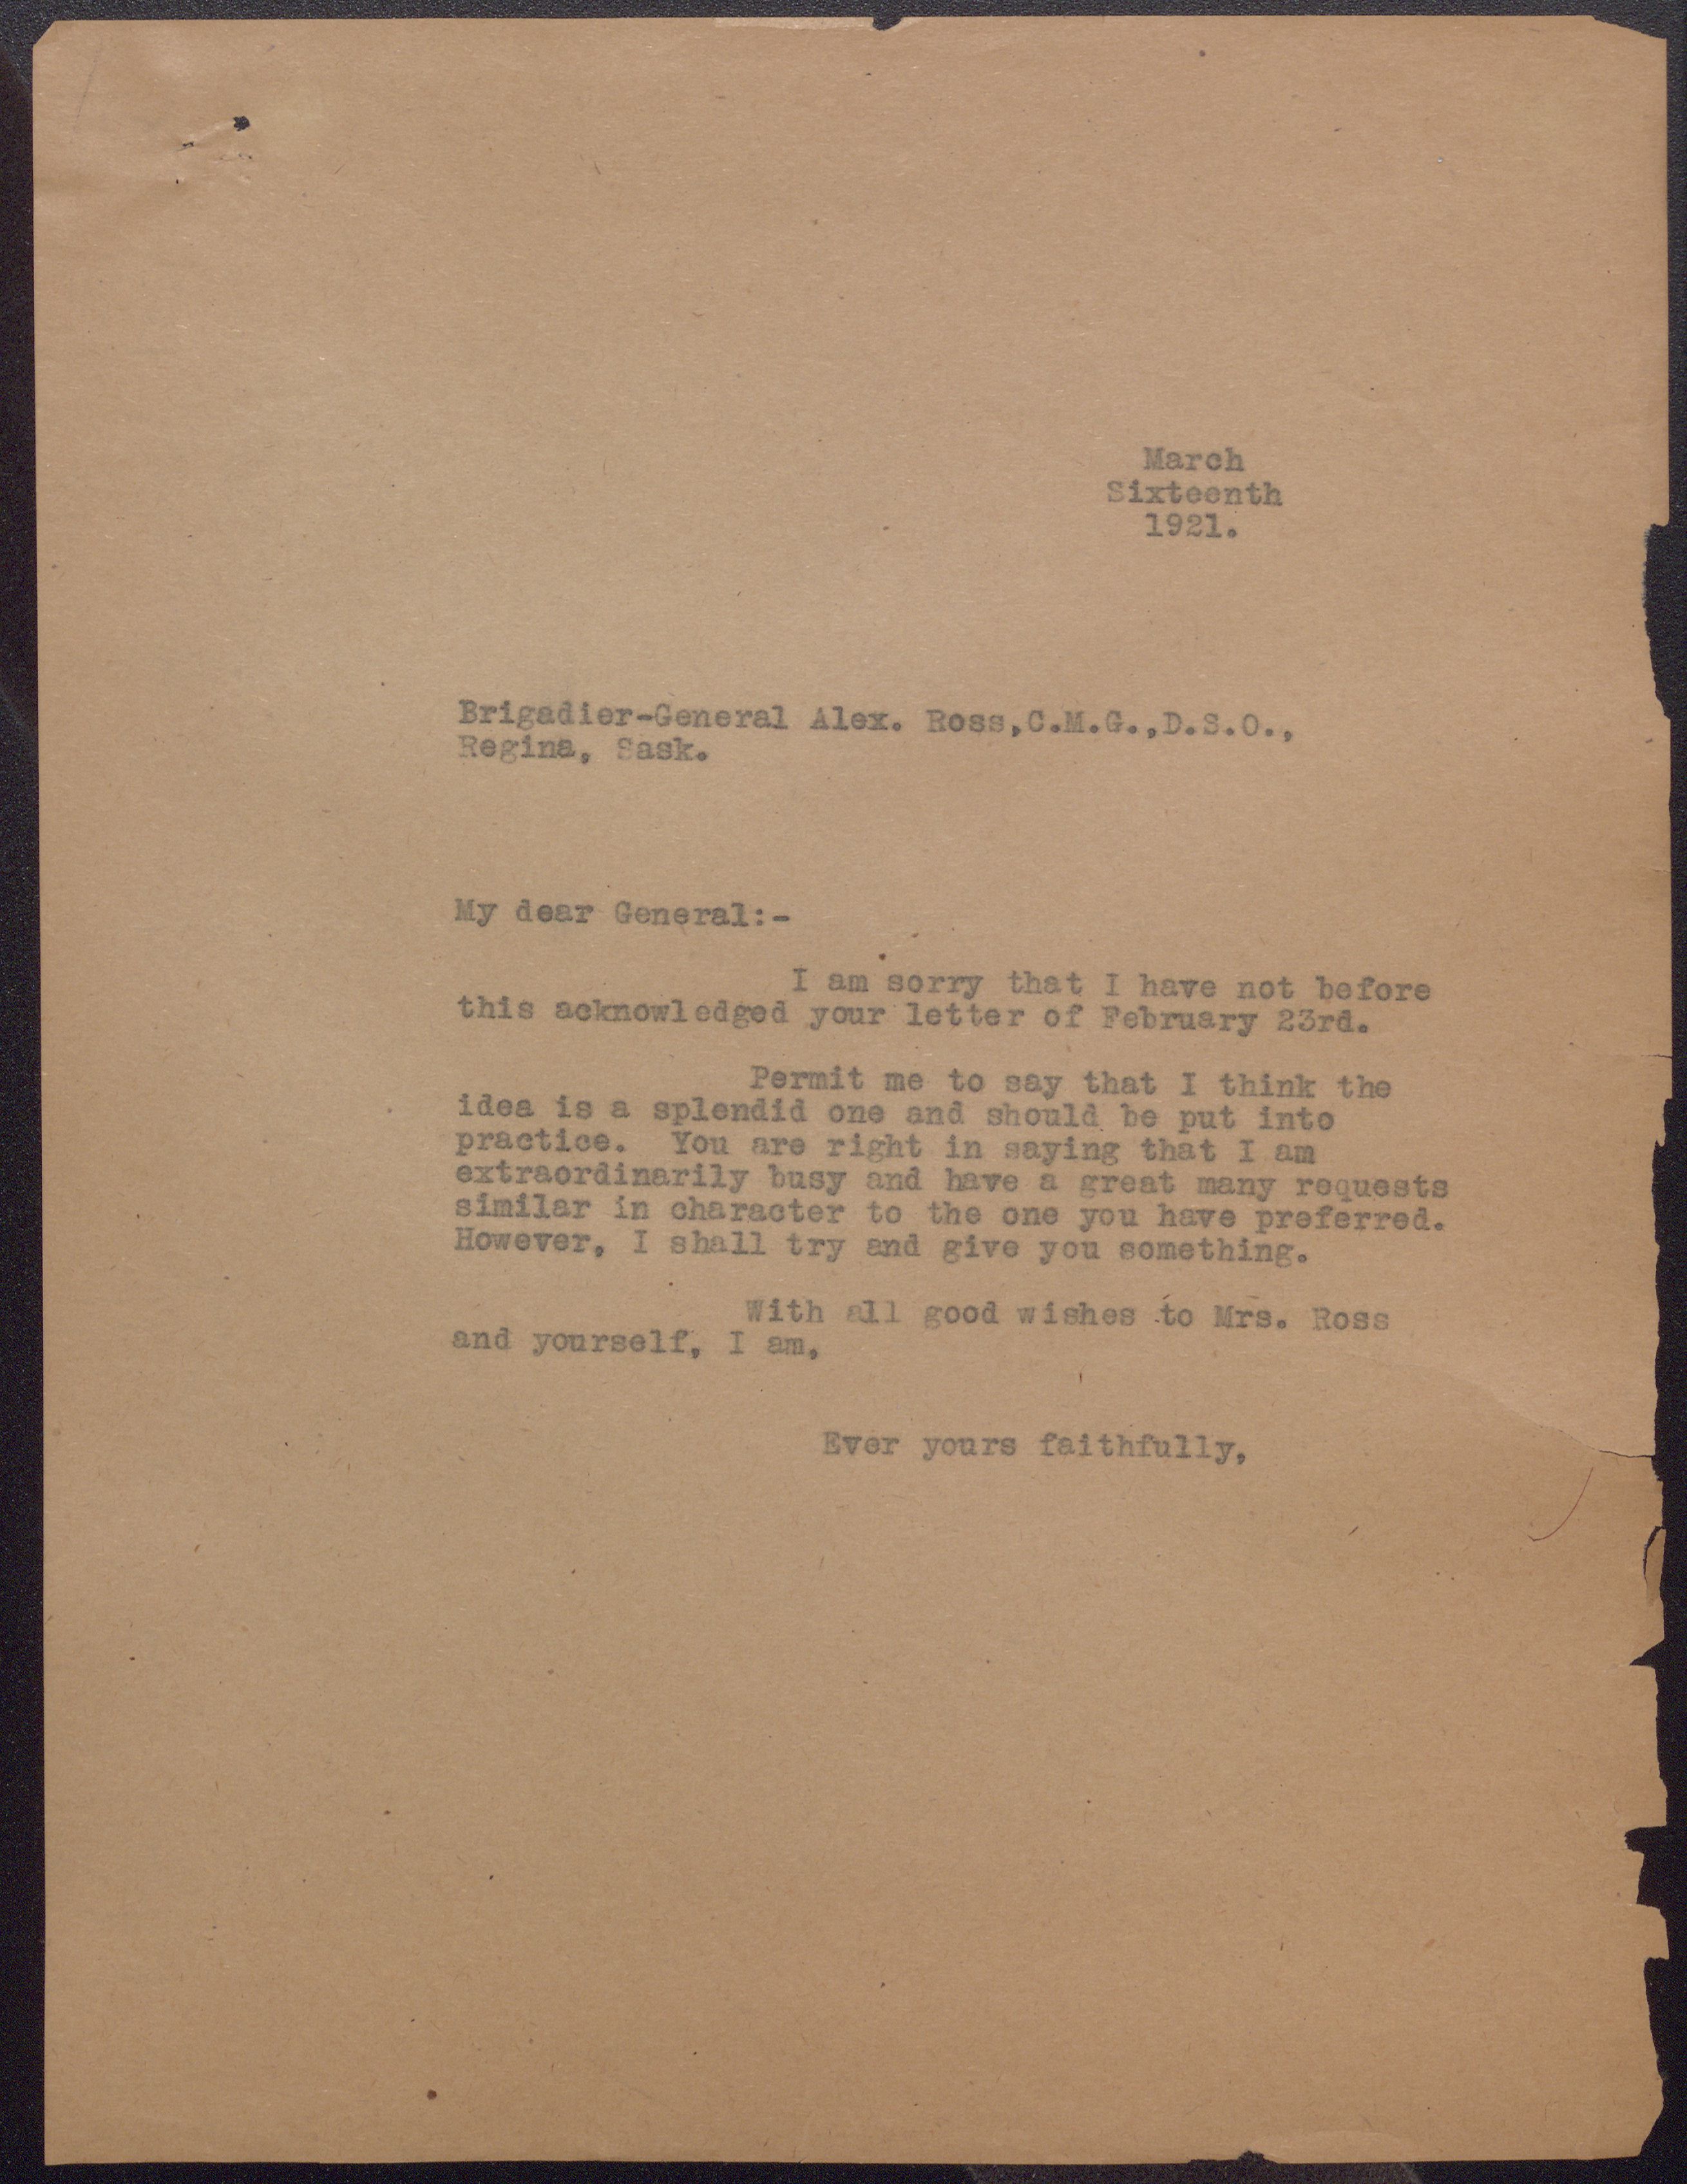 March
Sixteenth
1921.
Brigadier-General Alex. Ross,C.M.G.,D.S.O.,
Regina, Sask.
My dear General:-
I am sorry that I have not before
this acknowledged your letter of February 23rd.
Permit me to say that I think the
idea is a splendid one and should be put into
practice. You are right in saying that I am
extraordinarily busy and have a great many requests
similar in character to the one you have preferred.
However, I shall try and give you something.
With all good wishes to Mrs. Ross
and yourself, I am,
Ever yours faithfully,